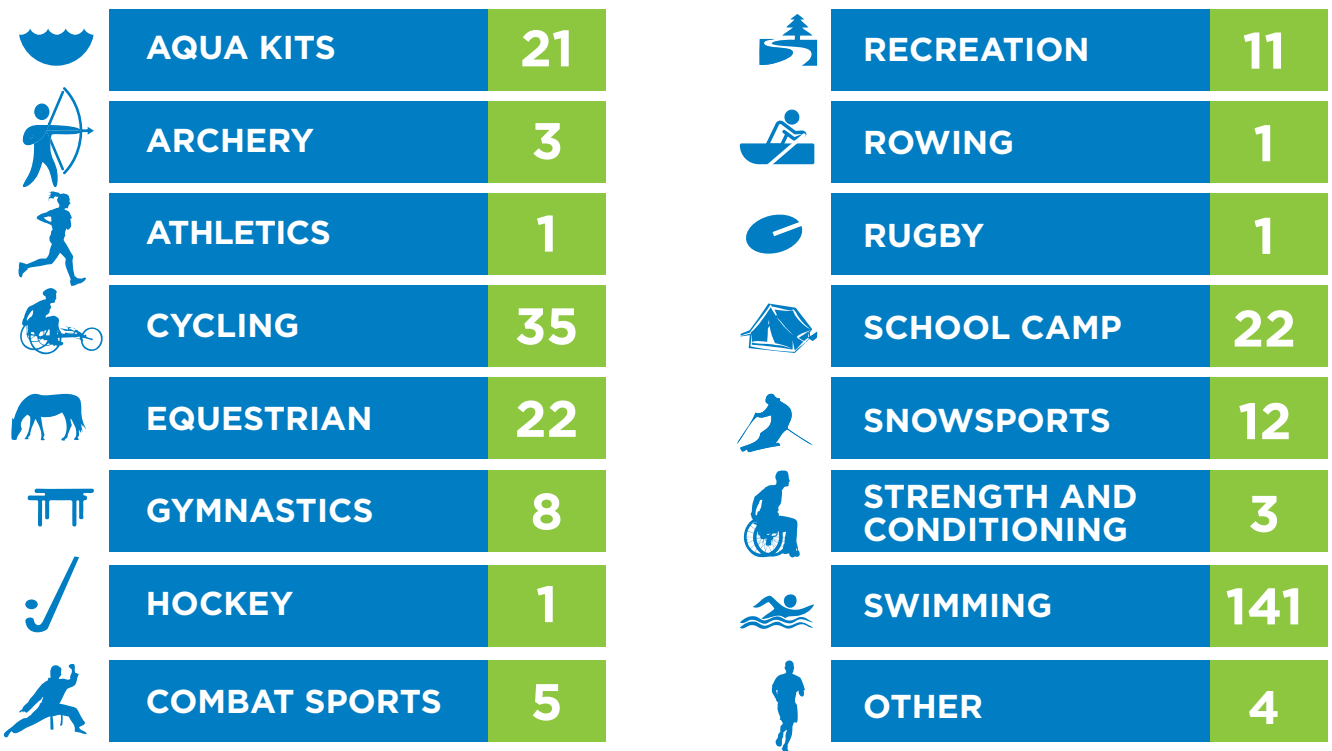 AQUA KITS 21
ARCHERY 3
ATHLETICS 1
CYCLING 35
EQUESTRIAN 22
GYMNASTICS 8
HOCKEY 1
COMBAT SPORTS 5
RECREATION 11
ROWING 1
RUGBY 1
SCHOOL CAMP 22
SNOWSPORTS 12
STRENGTH AND
CONDITIONING 3
SWIMMING 141
OTHER 4